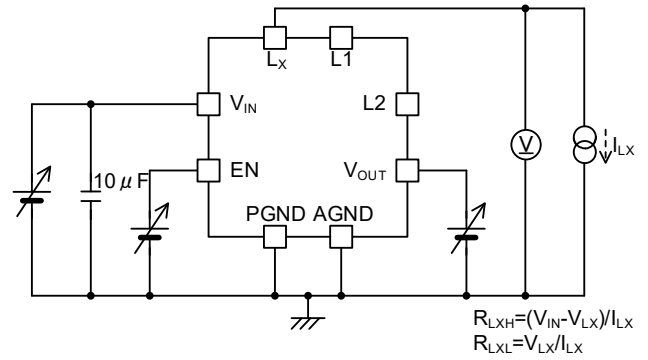 Lx L1
VIN L2
10μF EN VOUT V ILX
PGND AGND
RLXH=(VIN-VLX)/ILX
RLXL=VLX/ILX